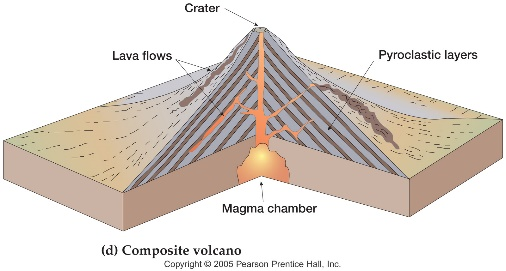 Crater
Lava flows
Pyroclastic layers
Magma chamber
(d) Composite volcano
Copyright © 2005 Pearson Prentice Hall, Inc.